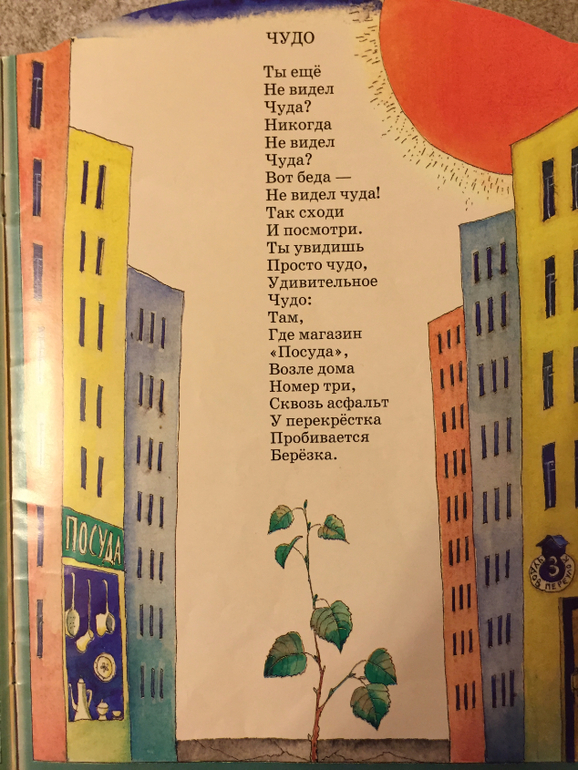 ЧУДО
Ты ещё
Не видел
Чуда?
Никогда
Не видел
Чуда?
Вот беда —
Не видел чуда!
Так сходи
И посмотри.
Ты увидишь
Просто чудо,
Удивительное
Чудо:
Там,
Где магазин
«Посуда»,
Возле дома
Номер три,
Сквозь асфальт
У перекрёстка
Пробивается
Берёзка.
ПОСУДА
3